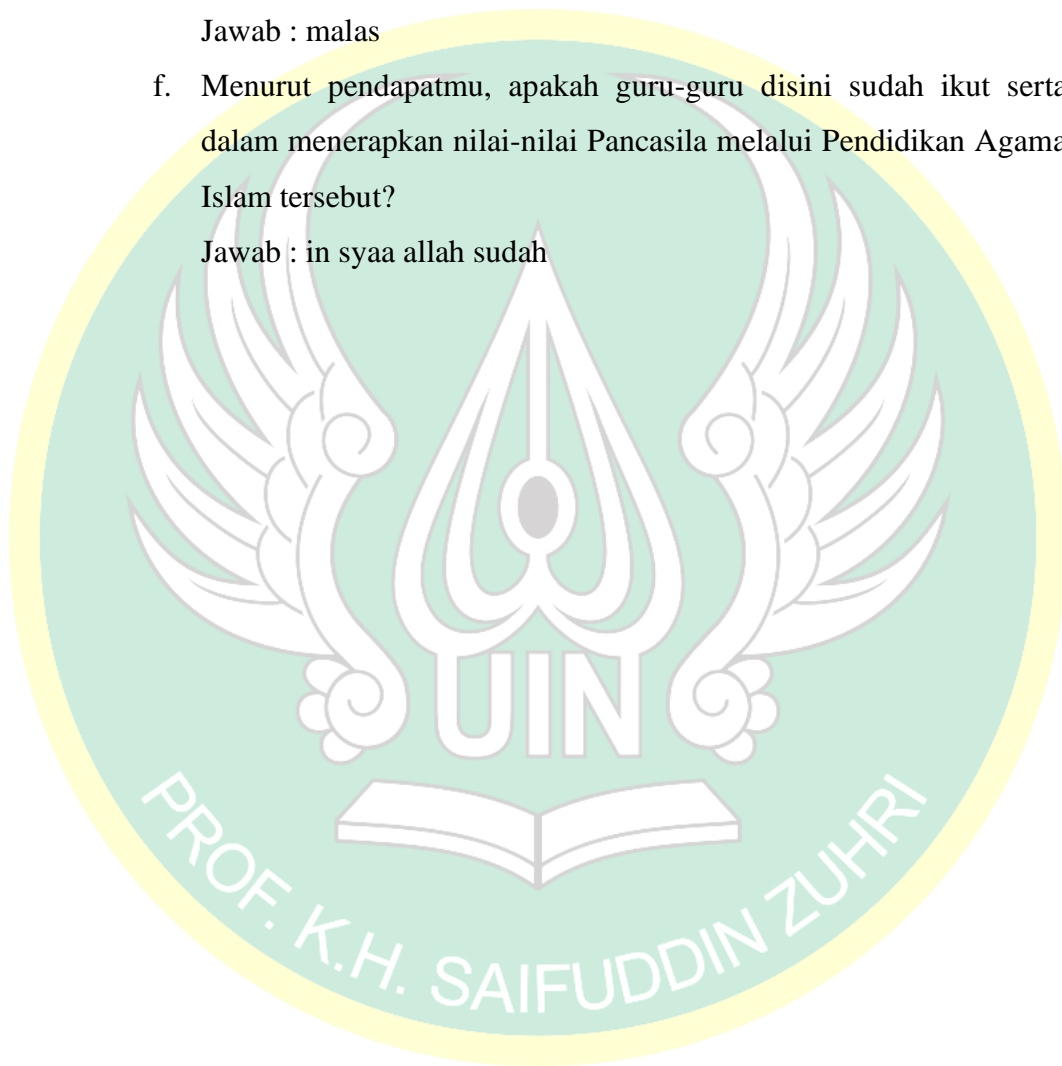 Jawab : malas
f. Menurut pendapatmu, apakah guru-guru disini sudah ikut serta
dalam menerapkan nilai-nilai Pancasila melalui Pendidikan Agama
Islam tersebut?
Jawab : in syaa allah sudah
UIN
PROF. K.H. SAIFUDDIN ZUHRI